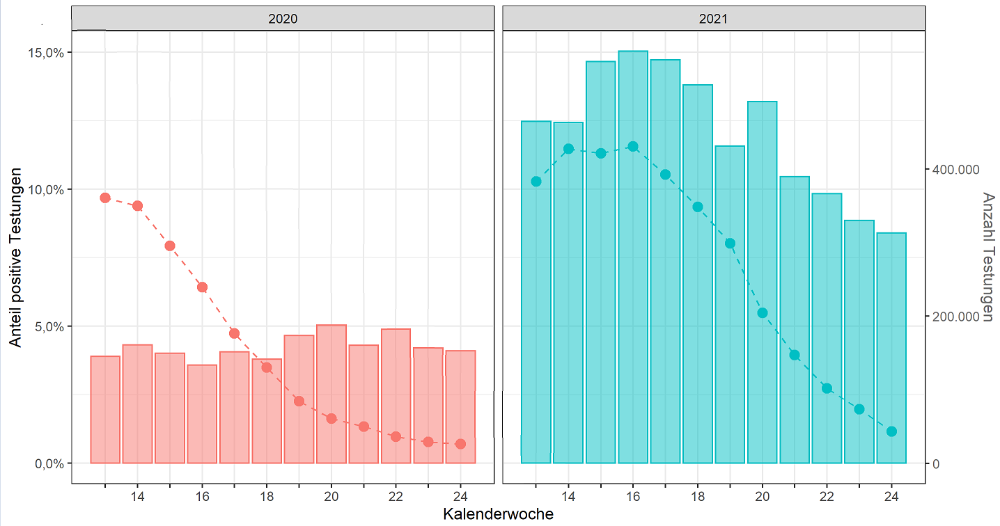 2020
2021
15,0%
10,0%
5,0%
0,0%
Anteil positive Testungen
400.000
200.000
0
Anzahl Testungen
14 16 18 20 22 24
14 16 18 20 22 24
Kalenderwoche